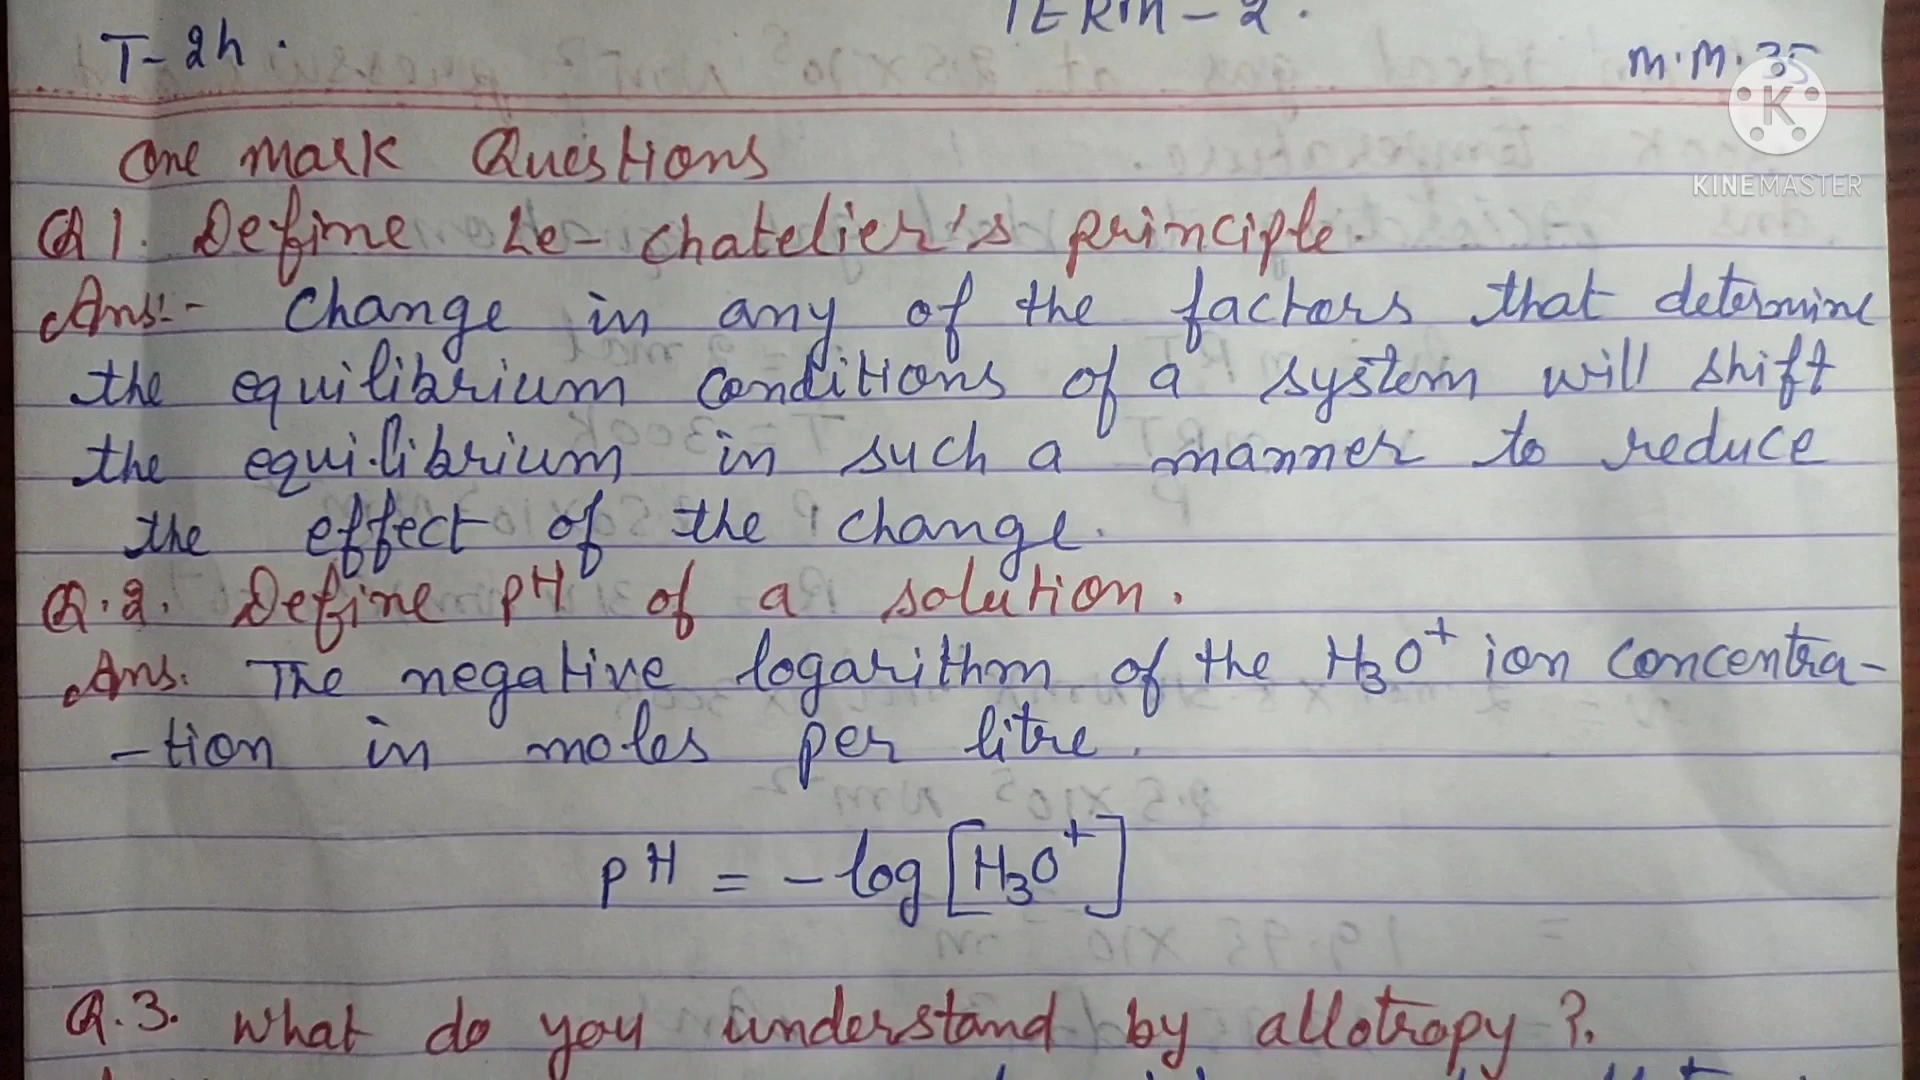 TERM - 2.
T- 2h.
M.M. 35
K
KINEMASTER
One mark Questions
Q 1. Define Le- chatelier's principle.
Ans:- Change in any of the factors that determine
the equilibrium conditions of a system will shift
the equilibrium in such a manner to reduce
the effect of the change.
Q.2. Define pH of a solution.
Ans. The negative logarithm of the H₃O⁺ ion concentra-
-tion in moles per litre.
pH = - log [H₃O⁺]
Q.3. What do you understand by allotropy ?.